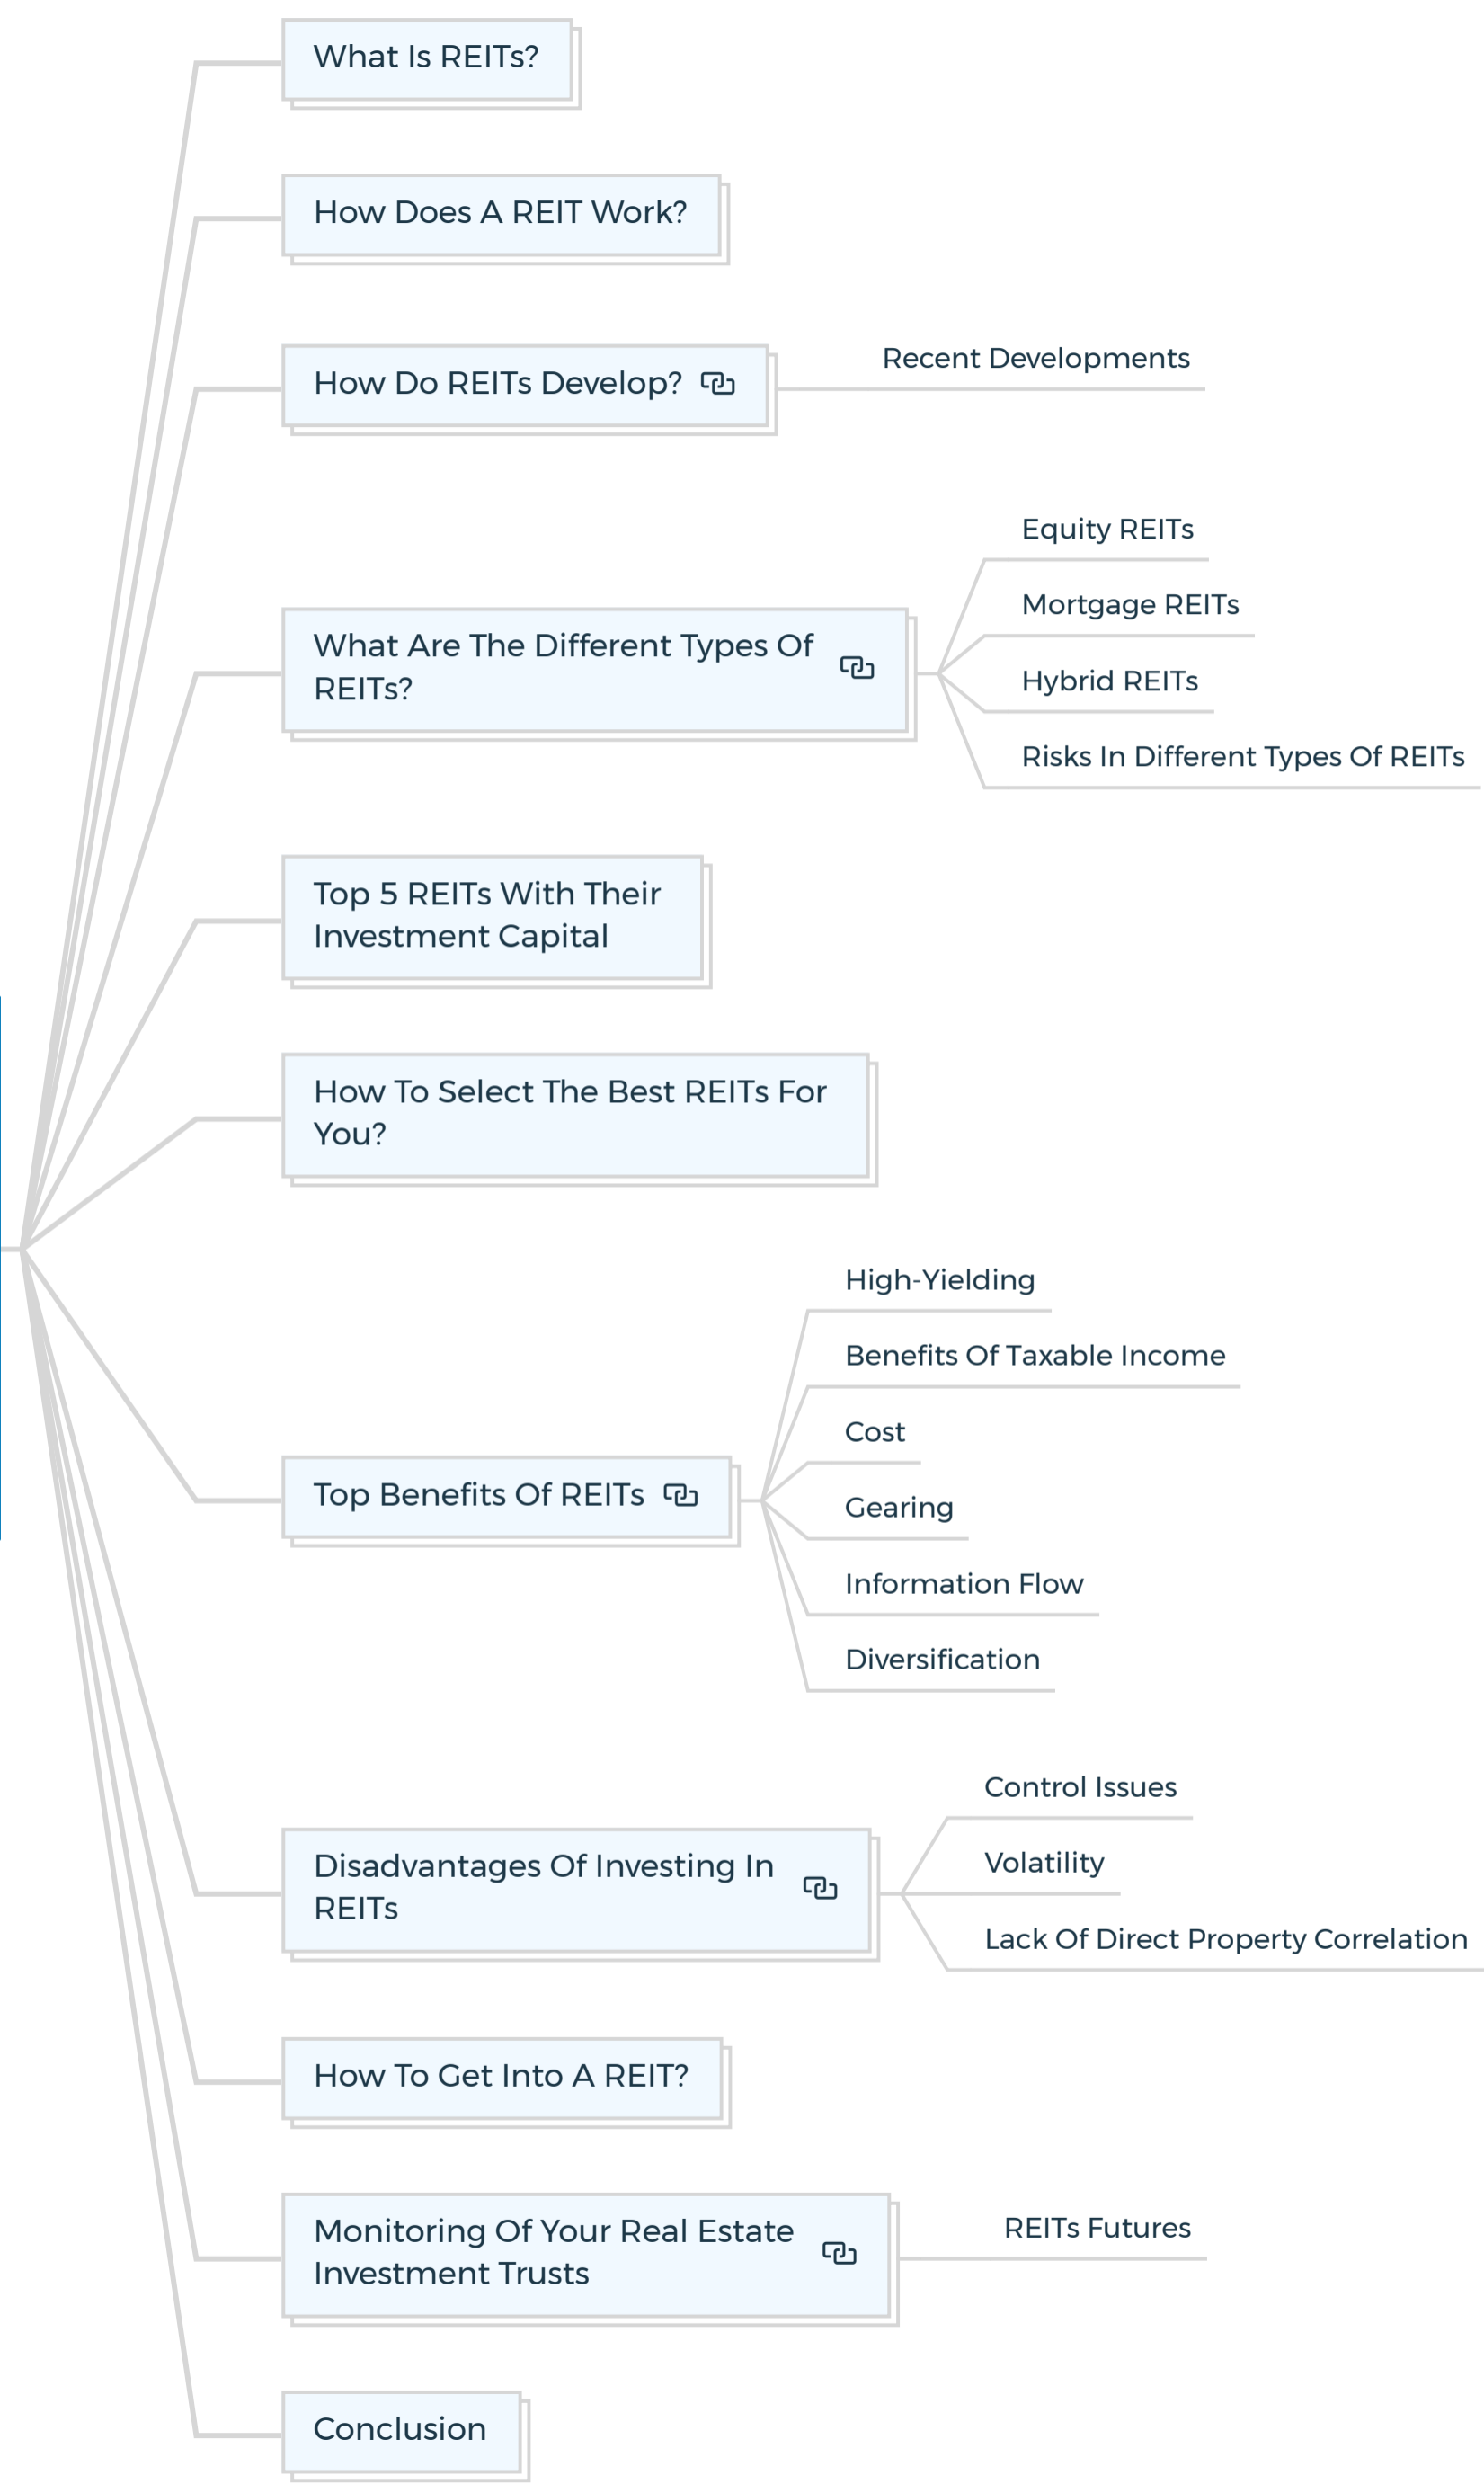 What Is REITs?
How Does A REIT Work?
How Do REITs Develop?
Recent Developments
What Are The Different Types Of
REITs?
Equity REITs
Mortgage REITs
Hybrid REITs
Risks In Different Types Of REITs
Top 5 REITs With Their
Investment Capital
How To Select The Best REITs For
You?
Top Benefits Of REITs
High-Yielding
Benefits Of Taxable Income
Cost
Gearing
Information Flow
Diversification
Disadvantages Of Investing In
REITs
Control Issues
Volatility
Lack Of Direct Property Correlation
How To Get Into A REIT?
Monitoring Of Your Real Estate
Investment Trusts
REITs Futures
Conclusion